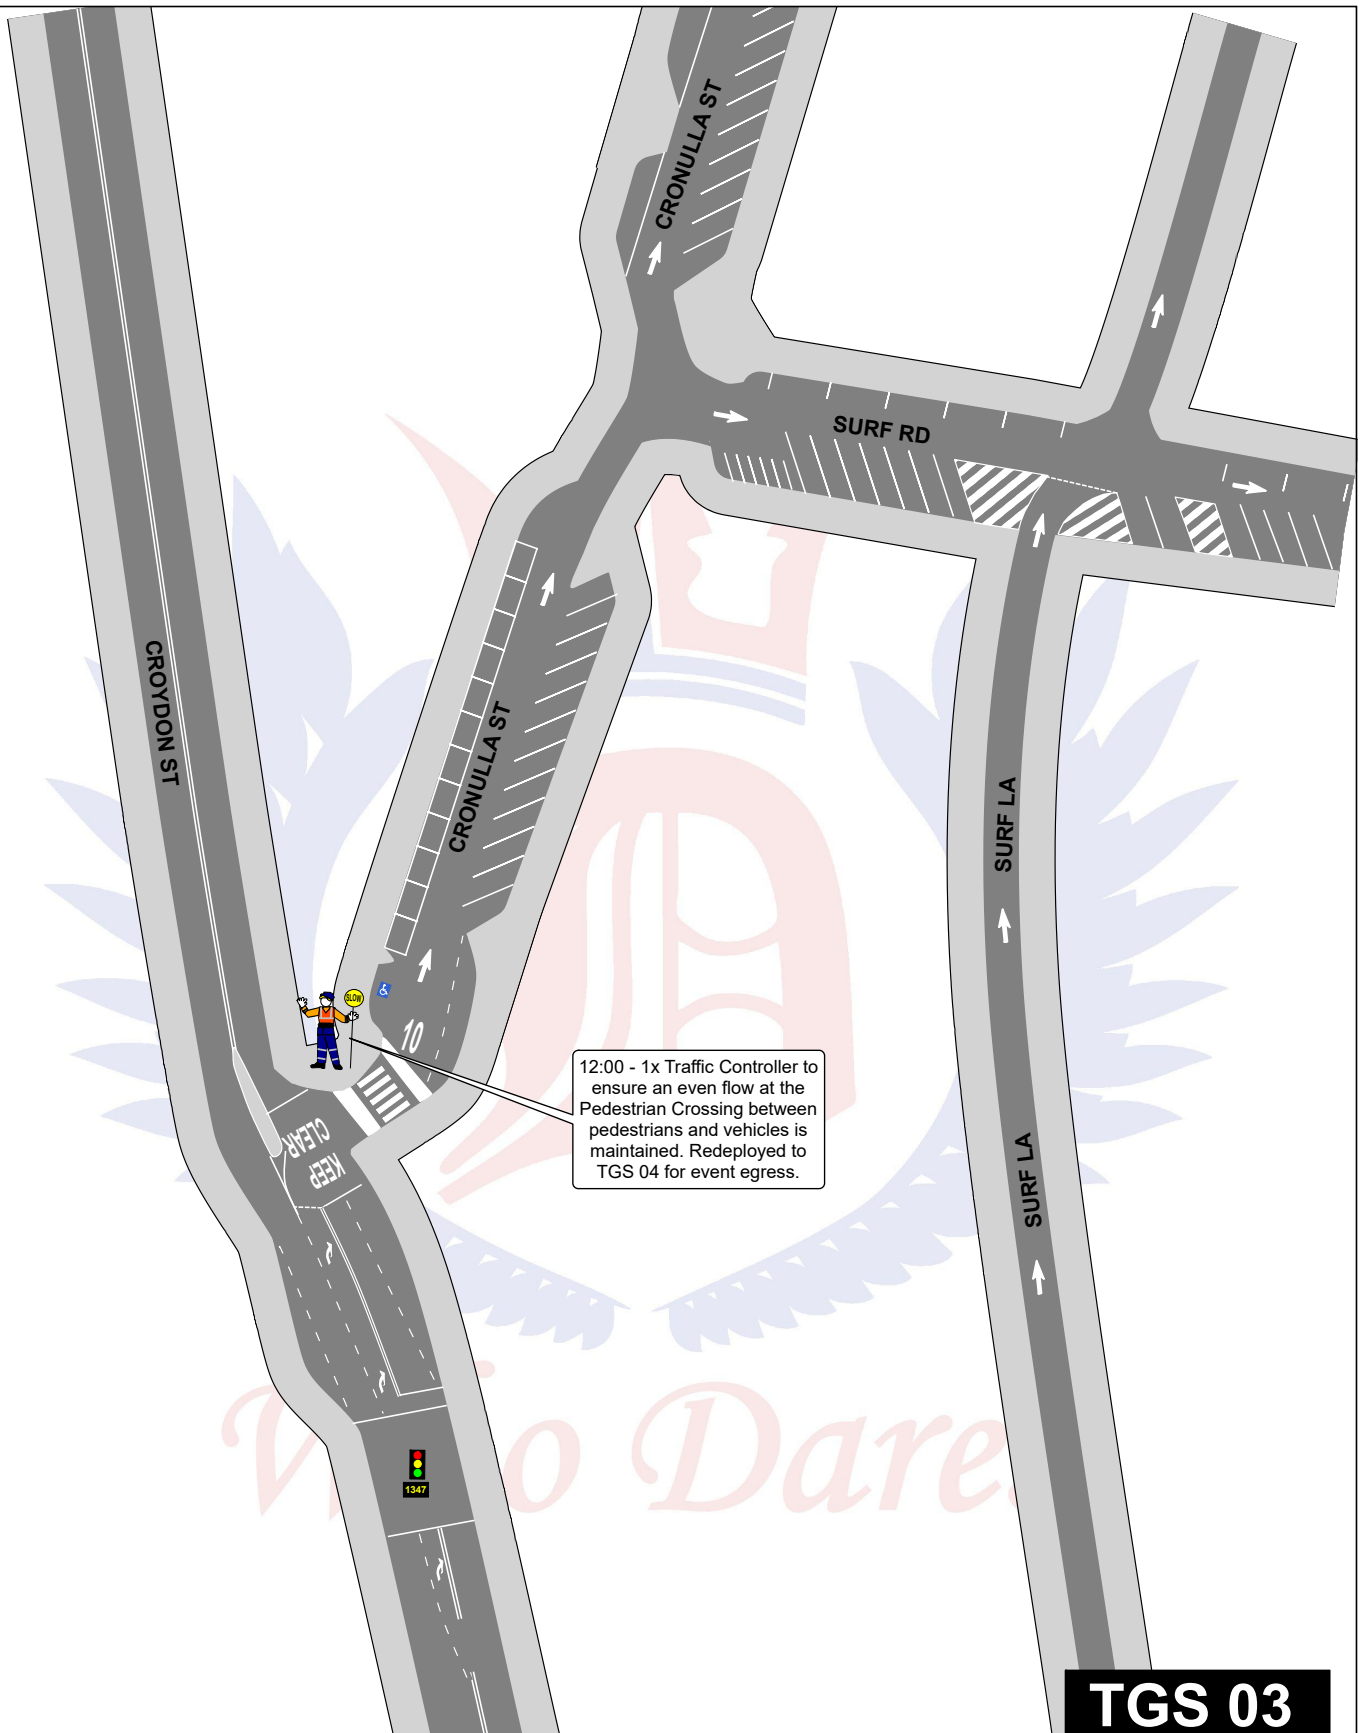 CRONULLA ST
SURF RD
CROYDON ST
CRONULLA ST
SURF LA
SLOW
10
12:00 - 1x Traffic Controller to
ensure an even flow at the
Pedestrian Crossing between
pedestrians and vehicles is
maintained. Redeployed to
TGS 04 for event egress.
KEEP
CLEAR
SURF LA
Who Dares
1347
TGS 03